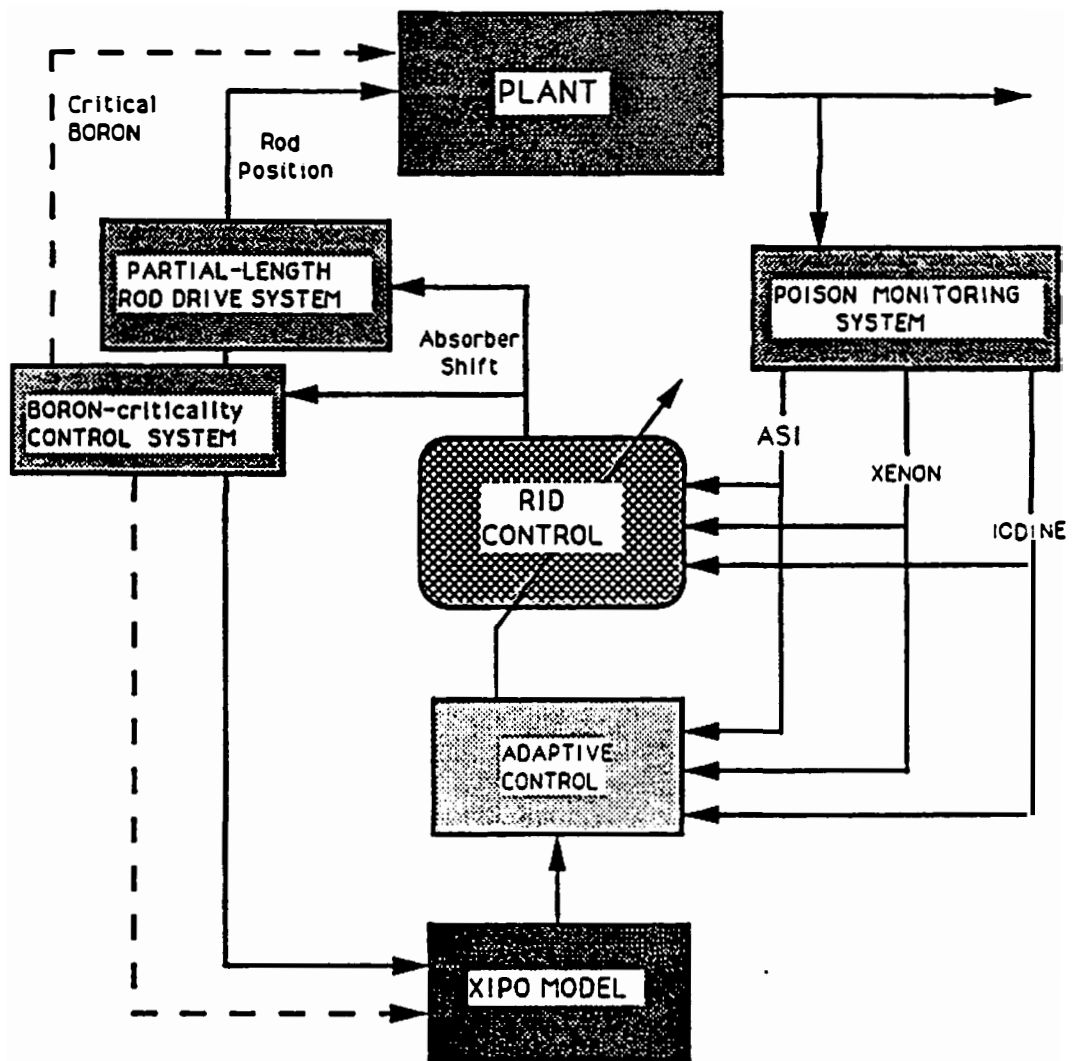 PLANT
Critical
BORON
Rod
Position
PARTIAL-LENGTH
ROD DRIVE SYSTEM
POISON MONITORING
SYSTEM
Absorber
Shift
BORON-criticality
CONTROL SYSTEM
ASI
XENON
IODINE
RID
CONTROL
ADAPTIVE
CONTROL
XIPO MODEL